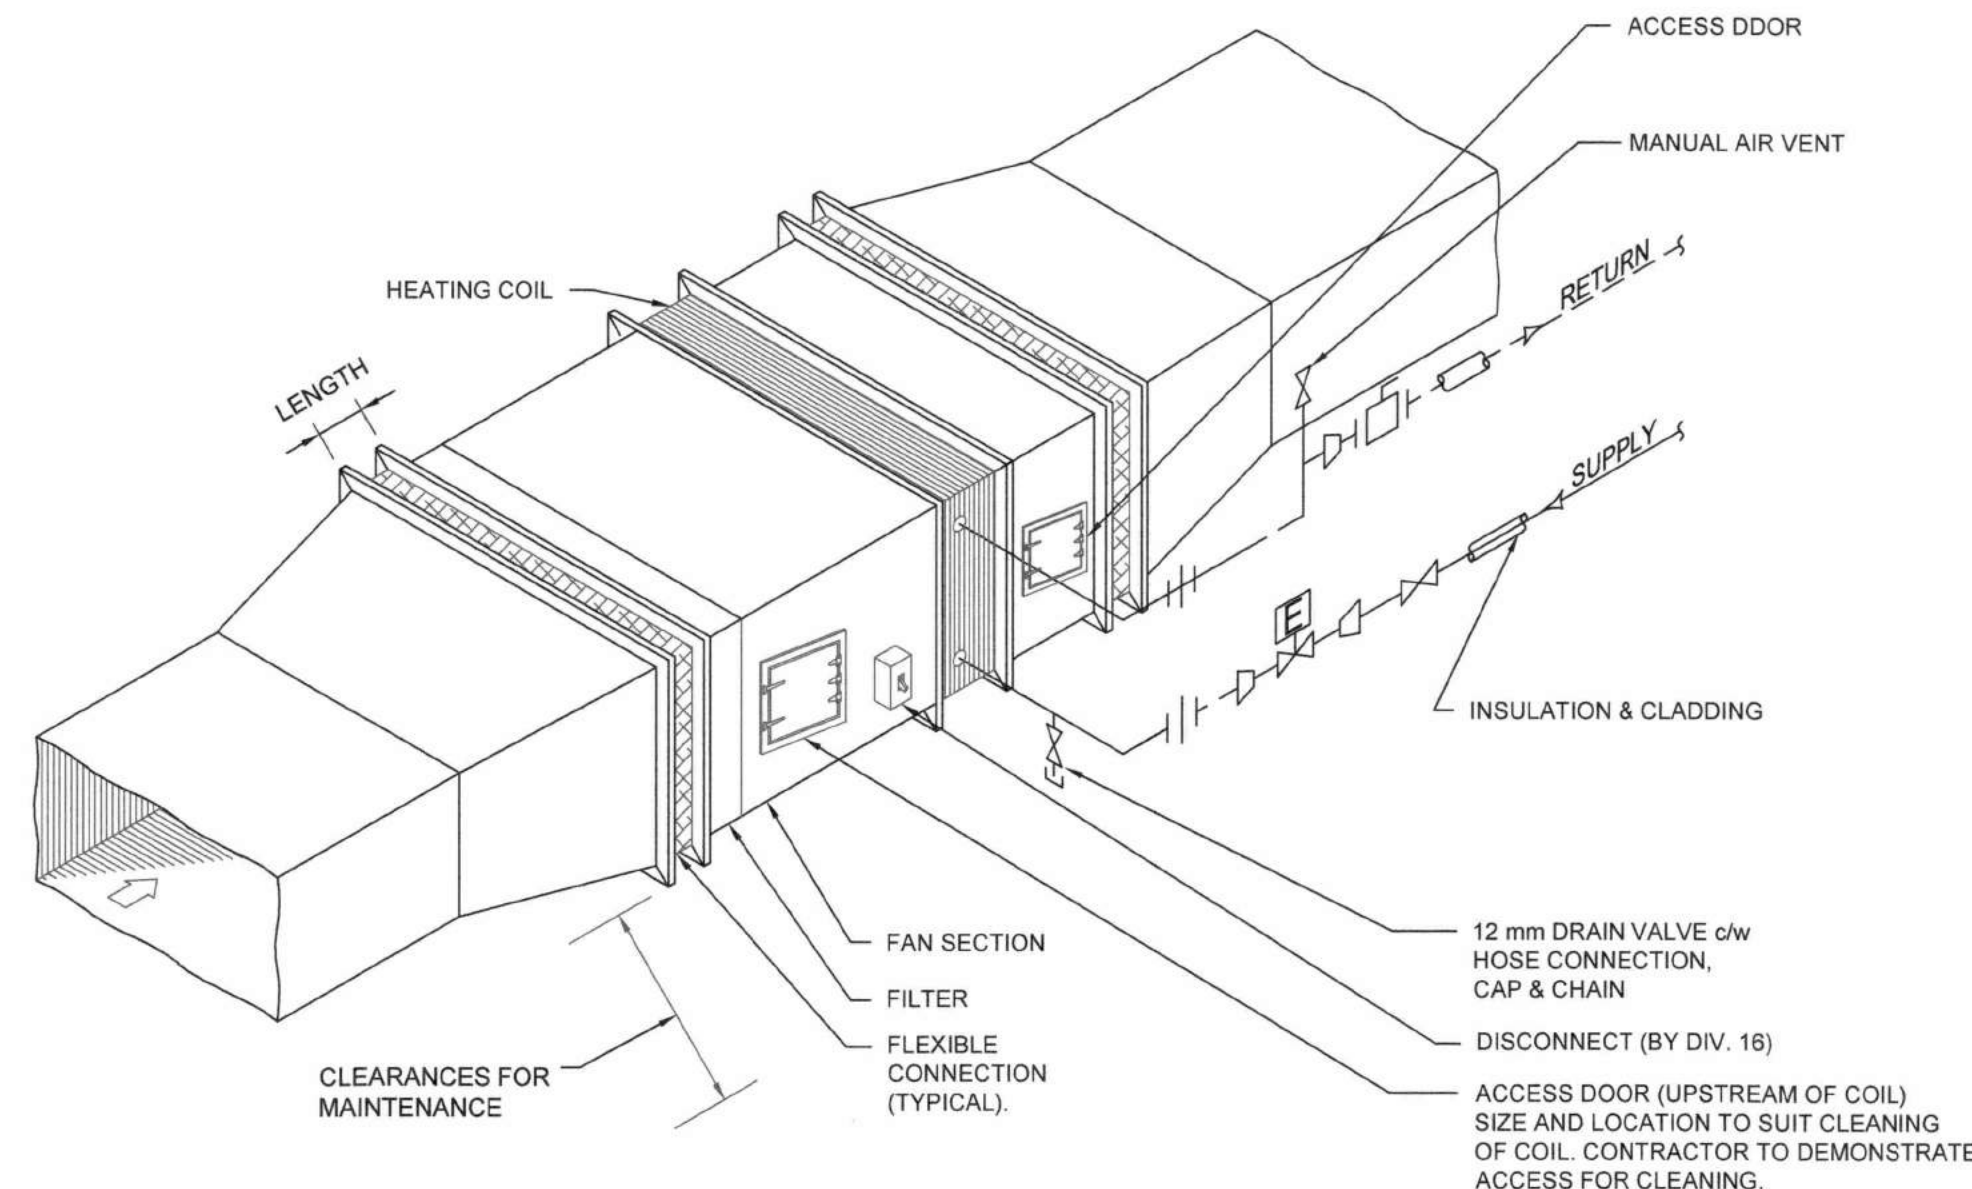 ACCESS DDOR
MANUAL AIR VENT
RETURN
HEATING COIL
LENGTH
SUPPLY
E
INSULATION & CLADDING
FAN SECTION
FILTER
FLEXIBLE
CONNECTION
(TYPICAL).
CLEARANCES FOR
MAINTENANCE
12 mm DRAIN VALVE c/w
HOSE CONNECTION,
CAP & CHAIN
DISCONNECT (BY DIV. 16)
ACCESS DOOR (UPSTREAM OF COIL)
SIZE AND LOCATION TO SUIT CLEANING
OF COIL. CONTRACTOR TO DEMONSTRATE
ACCESS FOR CLEANING.